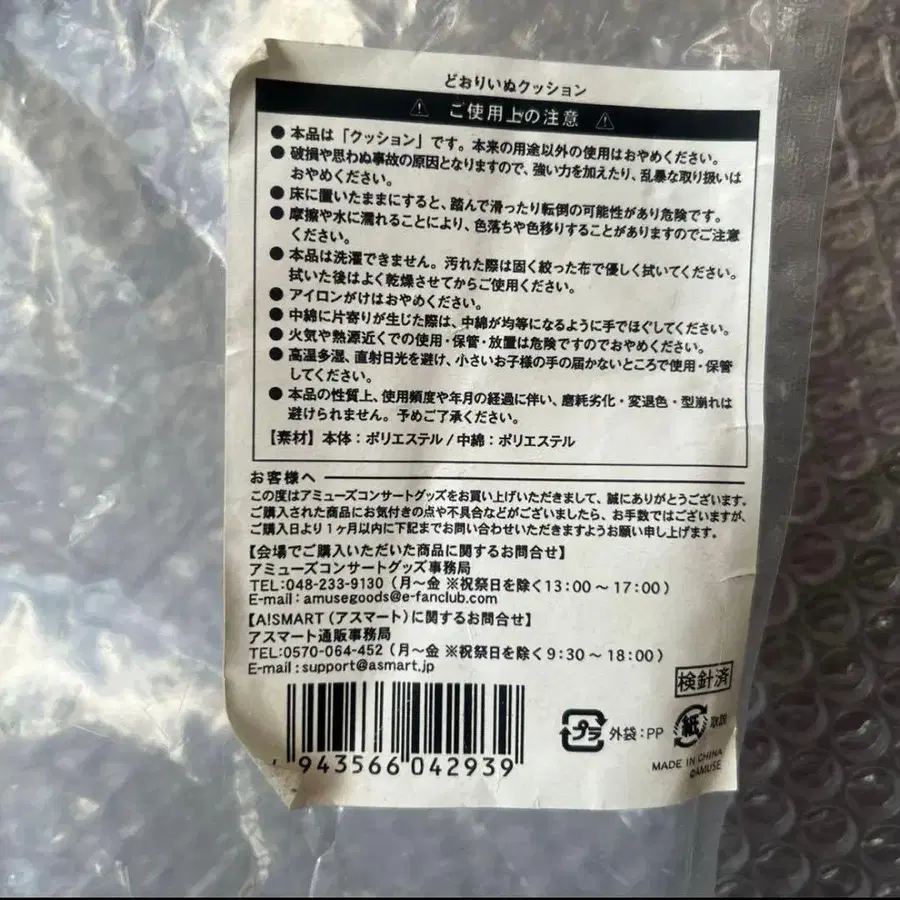 どおりいぬクッション
⚠ ご使用上の注意 ⚠
● 本品は「クッション」です。本来の用途以外の使用はおやめください。
● 破損や思わぬ事故の原因となりますので、強い力を加えたり、乱暴な取り扱いは
おやめください。
● 床に置いたままにすると、踏んで滑ったり転倒の可能性があり危険です。
● 摩擦や水に濡れることにより、色落ちや色移りすることがありますのでご注意
ください。
● 本品は洗濯できません。汚れた際は固く絞った布で優しく拭いてください。
拭いた後はよく乾燥させてからご使用ください。
● アイロンがけはおやめください。
● 中綿に片寄りが生じた際は、中綿が均等になるように手でほぐしてください。
● 火気や熱源近くでの使用・保管・放置は危険ですのでおやめください。
● 高温多湿、直射日光を避け、小さいお子様の手の届かないところで使用・保管
してください。
● 本品の性質上、使用頻度や年月の経過に伴い、磨耗劣化・変退色・型崩れは
避けられません。予めご了承ください。
【素材】本体：ポリエステル / 中綿：ポリエステル
お客様へ
この度はアミューズコンサートグッズをお買い上げいただきまして、誠にありがとうございます。
ご購入された商品にお気付きの点や不具合などがございましたら、お手数ではございますが、
ご購入日より1ヶ月以内に下記までお問い合わせいただきますようお願い申し上げます。
【会場でご購入いただいた商品に関するお問合せ】
アミューズコンサートグッズ事務局
TEL:048-233-9130（月～金 ※祝祭日を除く13:00～17:00）
E-mail : amusegoods@e-fanclub.com
【A!SMART（アスマート）に関するお問合せ】
アスマート通販事務局
TEL:0570-064-452（月～金 ※祝祭日を除く9:30～18:00）
E-mail : support@asmart.jp
検針済
プラ 外袋：PP 紙 取説
943566 042939
MADE IN CHINA
©AMUSE